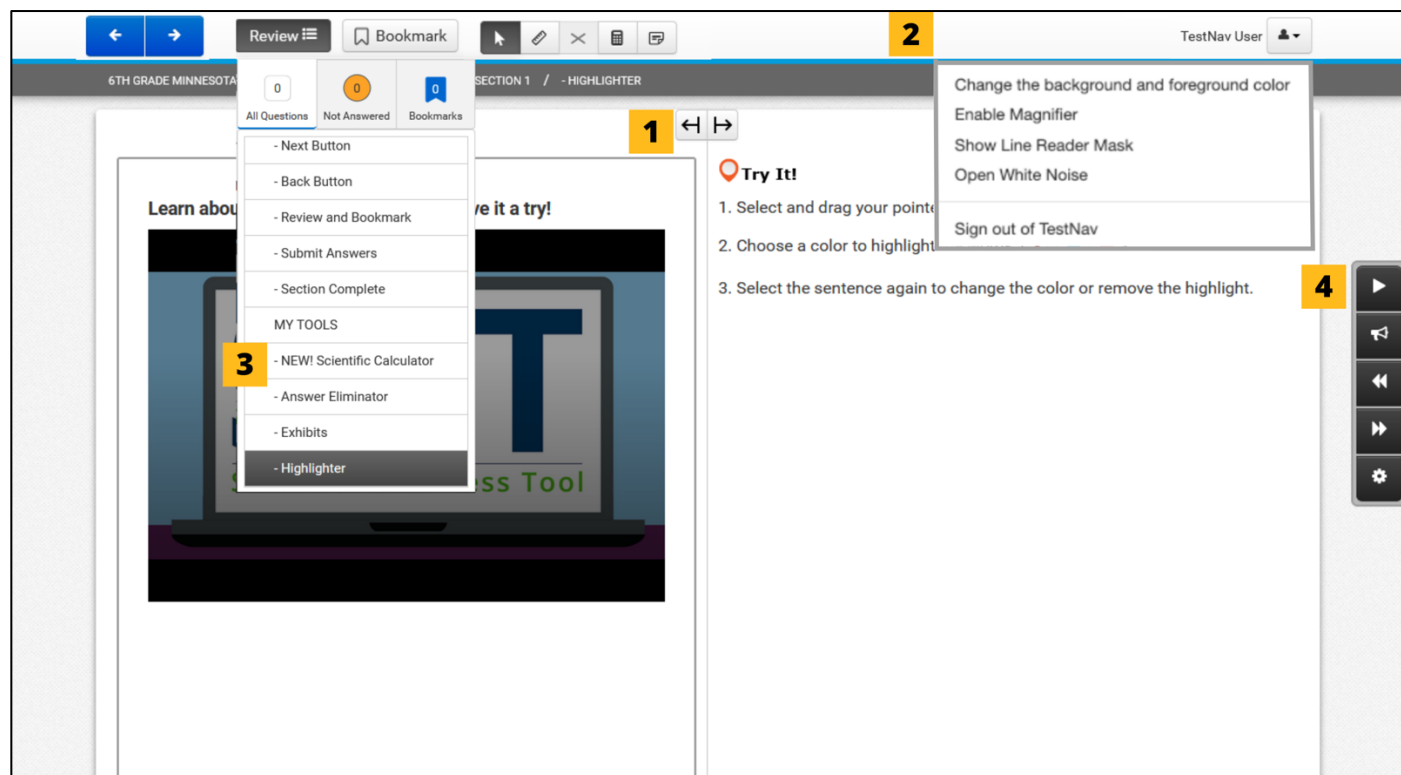 Review
Bookmark
2
TestNav User
6TH GRADE MINNESOTA
SECTION 1 / - HIGHLIGHTER
0
0
0
All Questions
Not Answered
Bookmarks
- Next Button
- Back Button
- Review and Bookmark
- Submit Answers
- Section Complete
MY TOOLS
3
- NEW! Scientific Calculator
- Answer Eliminator
- Exhibits
- Highlighter
Learn abou
ve it a try!
T
ess Tool
1
Try It!
1. Select and drag your pointe
2. Choose a color to highlight
3. Select the sentence again to change the color or remove the highlight.
Change the background and foreground color
Enable Magnifier
Show Line Reader Mask
Open White Noise
Sign out of TestNav
4